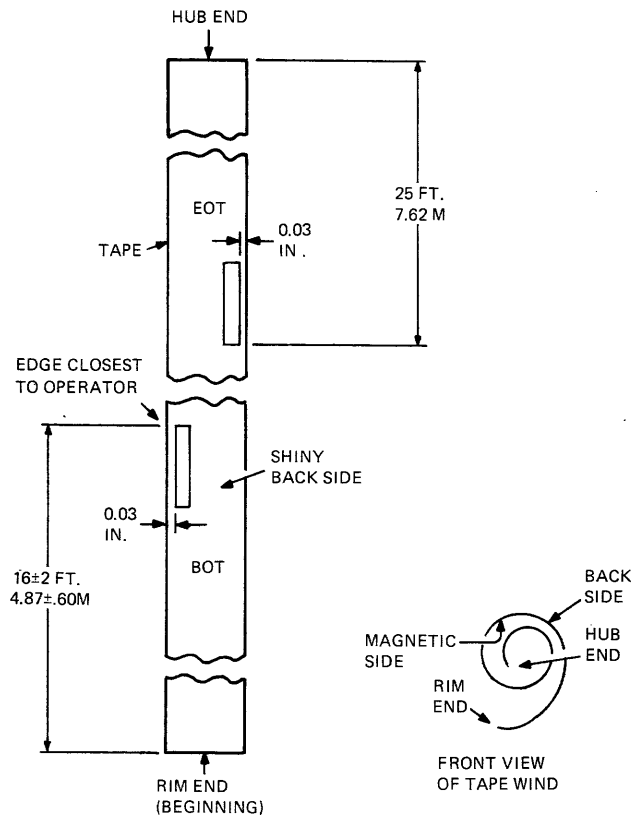 HUB END
25 FT.
7.62 M
EOT
0.03
IN.
TAPE
EDGE CLOSEST
TO OPERATOR
SHINY
BACK SIDE
0.03
IN.
BOT
16±2 FT.
4.87±.60M
RIM END
(BEGINNING)
BACK
SIDE
MAGNETIC
SIDE
HUB
END
RIM
END
FRONT VIEW
OF TAPE WIND